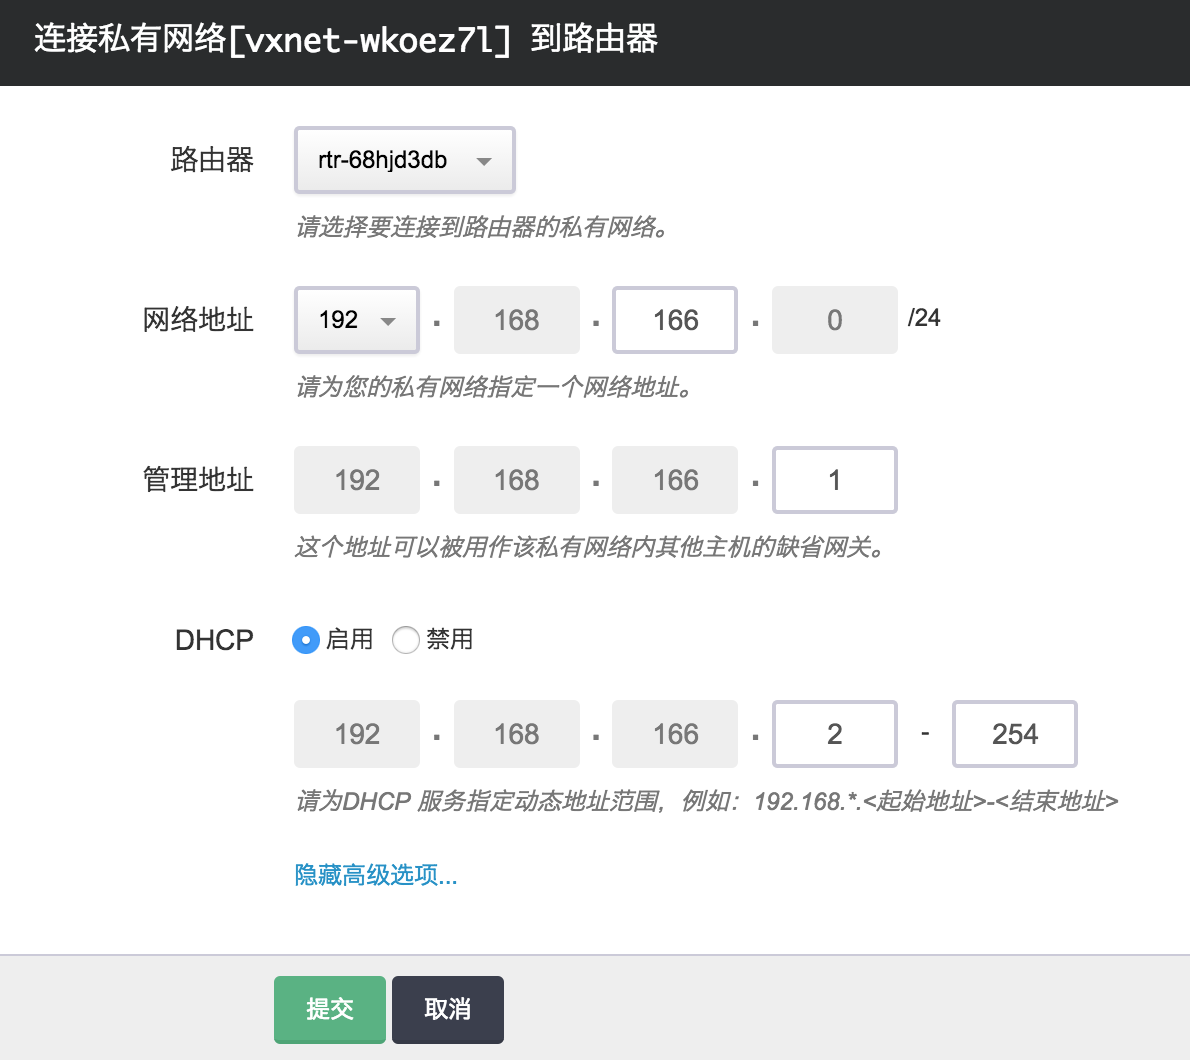 连接私有网络[vxnet-wkoez7l] 到路由器
路由器 rtr-68hjd3db
请选择要连接到路由器的私有网络。
网络地址 192 . 168 . 166 . 0 /24
请为您的私有网络指定一个网络地址。
管理地址 192 . 168 . 166 . 1
这个地址可以被用作该私有网络内其他主机的缺省网关。
DHCP 启用 禁用
192 . 168 . 166 . 2 - 254
请为DHCP 服务指定动态地址范围，例如：192.168.*.<起始地址>-<结束地址>
隐藏高级选项...
提交 取消